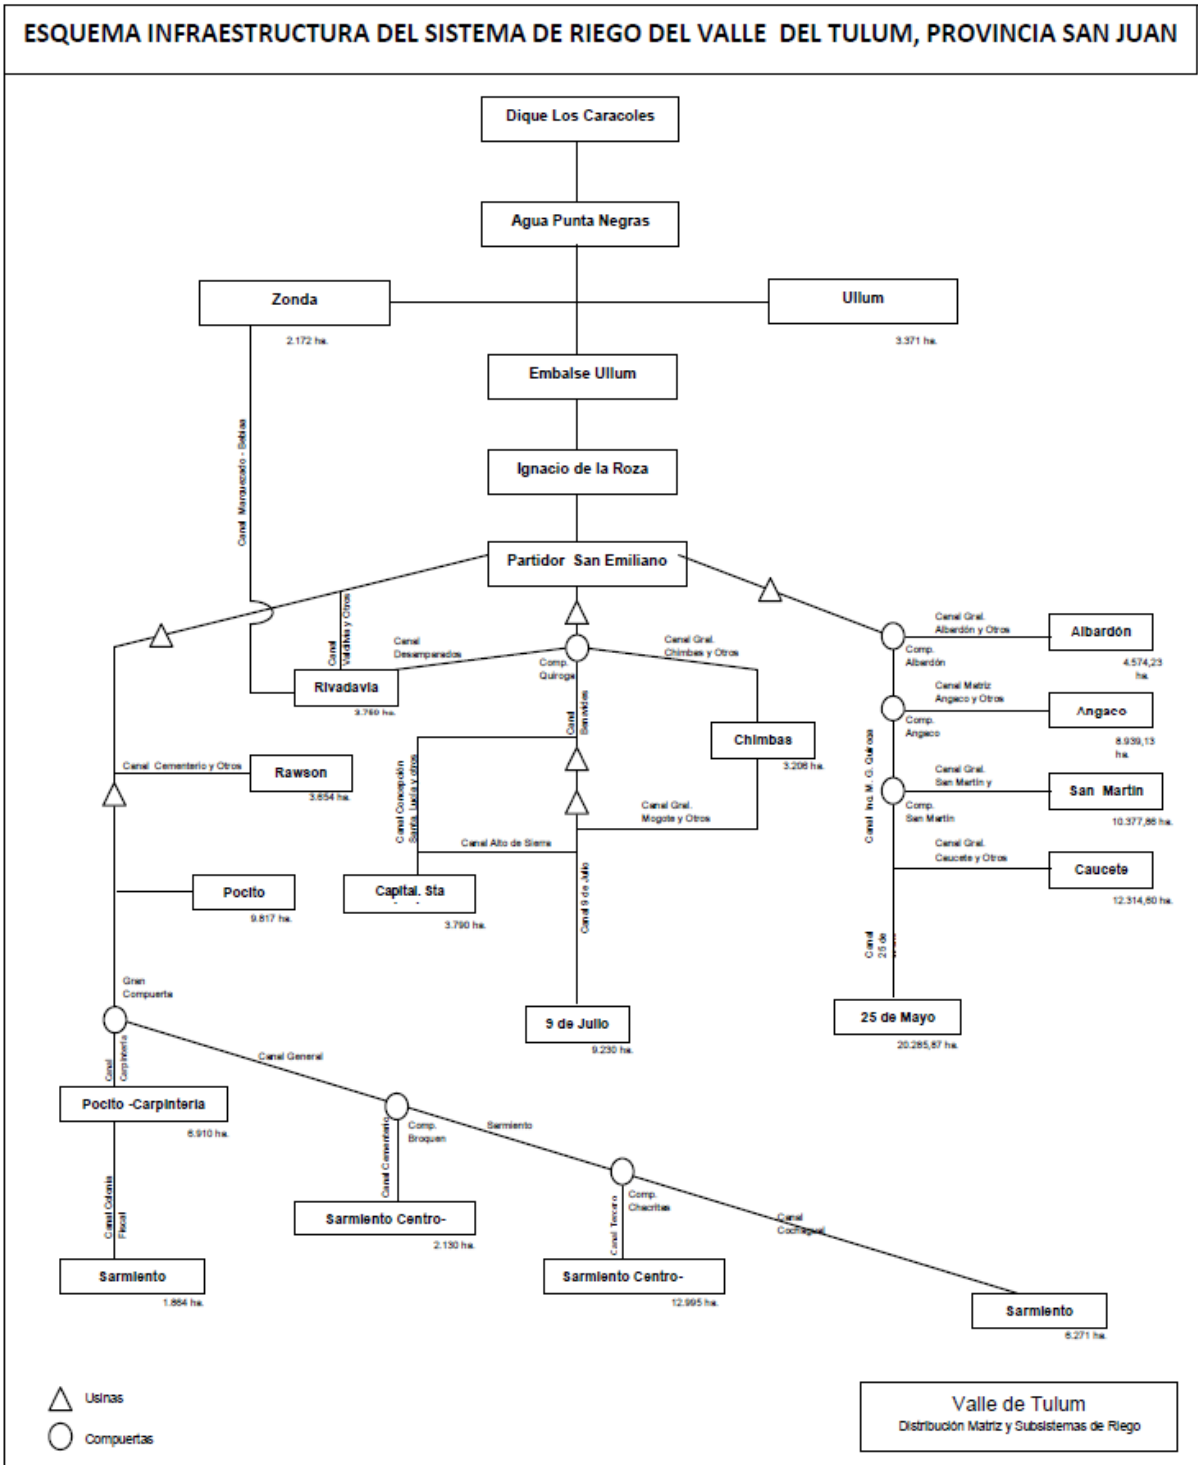 ESQUEMA INFRAESTRUCTURA DEL SISTEMA DE RIEGO DEL VALLE DEL TULUM, PROVINCIA SAN JUAN
Dique Los Caracoles
Agua Punta Negras
Zonda
2.172 ha.
Ullum
3.371 ha.
Embalse Ullum
Ignacio de la Roza
Partidor San Emiliano
Canal Marquezado -
Canal
Valdivia y Otros
Canal
Desamparados
Comp.
Quiroga
Canal Gral.
Chimbas y Otros
Canal Gral.
Albardón y Otros
Comp.
Albardón
Albardón
4.574,23
ha.
Rivadavia
3.760 ha.
Canal
Benavides
Canal Matriz
Angaco y Otros
Comp.
Angaco
Angaco
8.939,13
ha.
Chimbas
3.206 ha.
Canal Cementerio y Otros
Rawson
3.654 ha.
Canal Concepción
Santa. Lucía y otros
Canal Ing. M. G. Quiroga
Canal Gral.
San Martín y
Comp.
San Martín
San Martín
10.377,86 ha.
Canal Gral.
Mogote y Otros
Canal Alto de Sierra
Canal Gral.
Caucete y Otros
Caucete
12.314,60 ha.
Pocito
9.817 ha.
Capital. Sta
3.790 ha.
Canal 9 de Julio
Canal
25 de
Gran
Compuerta
9 de Julio
9.230 ha.
25 de Mayo
20.285,87 ha.
Canal
Carpintería
Canal General
Pocito -Carpintería
6.910 ha.
Canal Cementerio
Comp.
Broquen
Sarmiento
Canal Colonia
Fiscal
Sarmiento Centro-
2.130 ha.
Canal Tercero
Comp.
Chacritas
Canal
Cochagual
Sarmiento
1.864 ha.
Sarmiento Centro-
12.995 ha.
Sarmiento
6.271 ha.
Usinas
Compuertas
Valle de Tulum
Distribución Matriz y Subsistemas de Riego